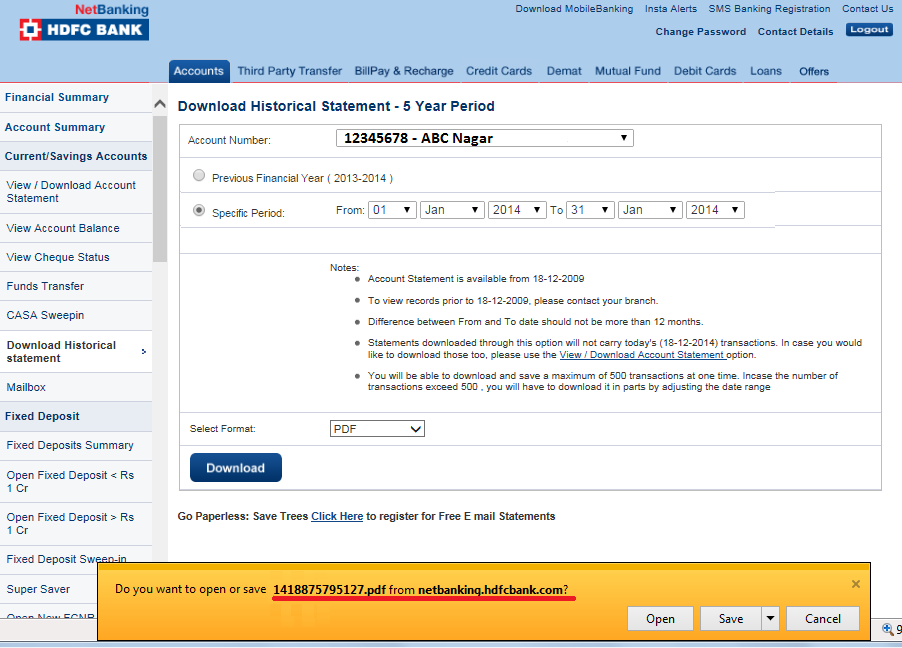 NetBanking
HDFC BANK
Download MobileBanking Insta Alerts SMS Banking Registration Contact Us
Change Password Contact Details Logout
Accounts Third Party Transfer BillPay & Recharge Credit Cards Demat Mutual Fund Debit Cards Loans Offers
Financial Summary
Account Summary
Current/Savings Accounts
View / Download Account
Statement
View Account Balance
View Cheque Status
Funds Transfer
CASA Sweepin
Download Historical
statement
Mailbox
Fixed Deposit
Fixed Deposits Summary
Open Fixed Deposit < Rs
1 Cr
Open Fixed Deposit > Rs
1 Cr
Fixed Deposit Sweep-in
Super Saver
Open New FCNR
Download Historical Statement - 5 Year Period
Account Number: 12345678 - ABC Nagar
Previous Financial Year ( 2013-2014 )
Specific Period: From: 01 Jan 2014 To 31 Jan 2014
Notes:
Account Statement is available from 18-12-2009
To view records prior to 18-12-2009, please contact your branch.
Difference between From and To date should not be more than 12 months.
Statements downloaded through this option will not carry today's (18-12-2014) transactions. In case you would
like to download those too, please use the View / Download Account Statement option.
You will be able to download and save a maximum of 500 transactions at one time. Incase the number of
transactions exceed 500 , you will have to download it in parts by adjusting the date range
Select Format: PDF
Download
Go Paperless: Save Trees Click Here to register for Free E mail Statements
Do you want to open or save 1418875795127.pdf from netbanking.hdfcbank.com?
Open Save Cancel
9